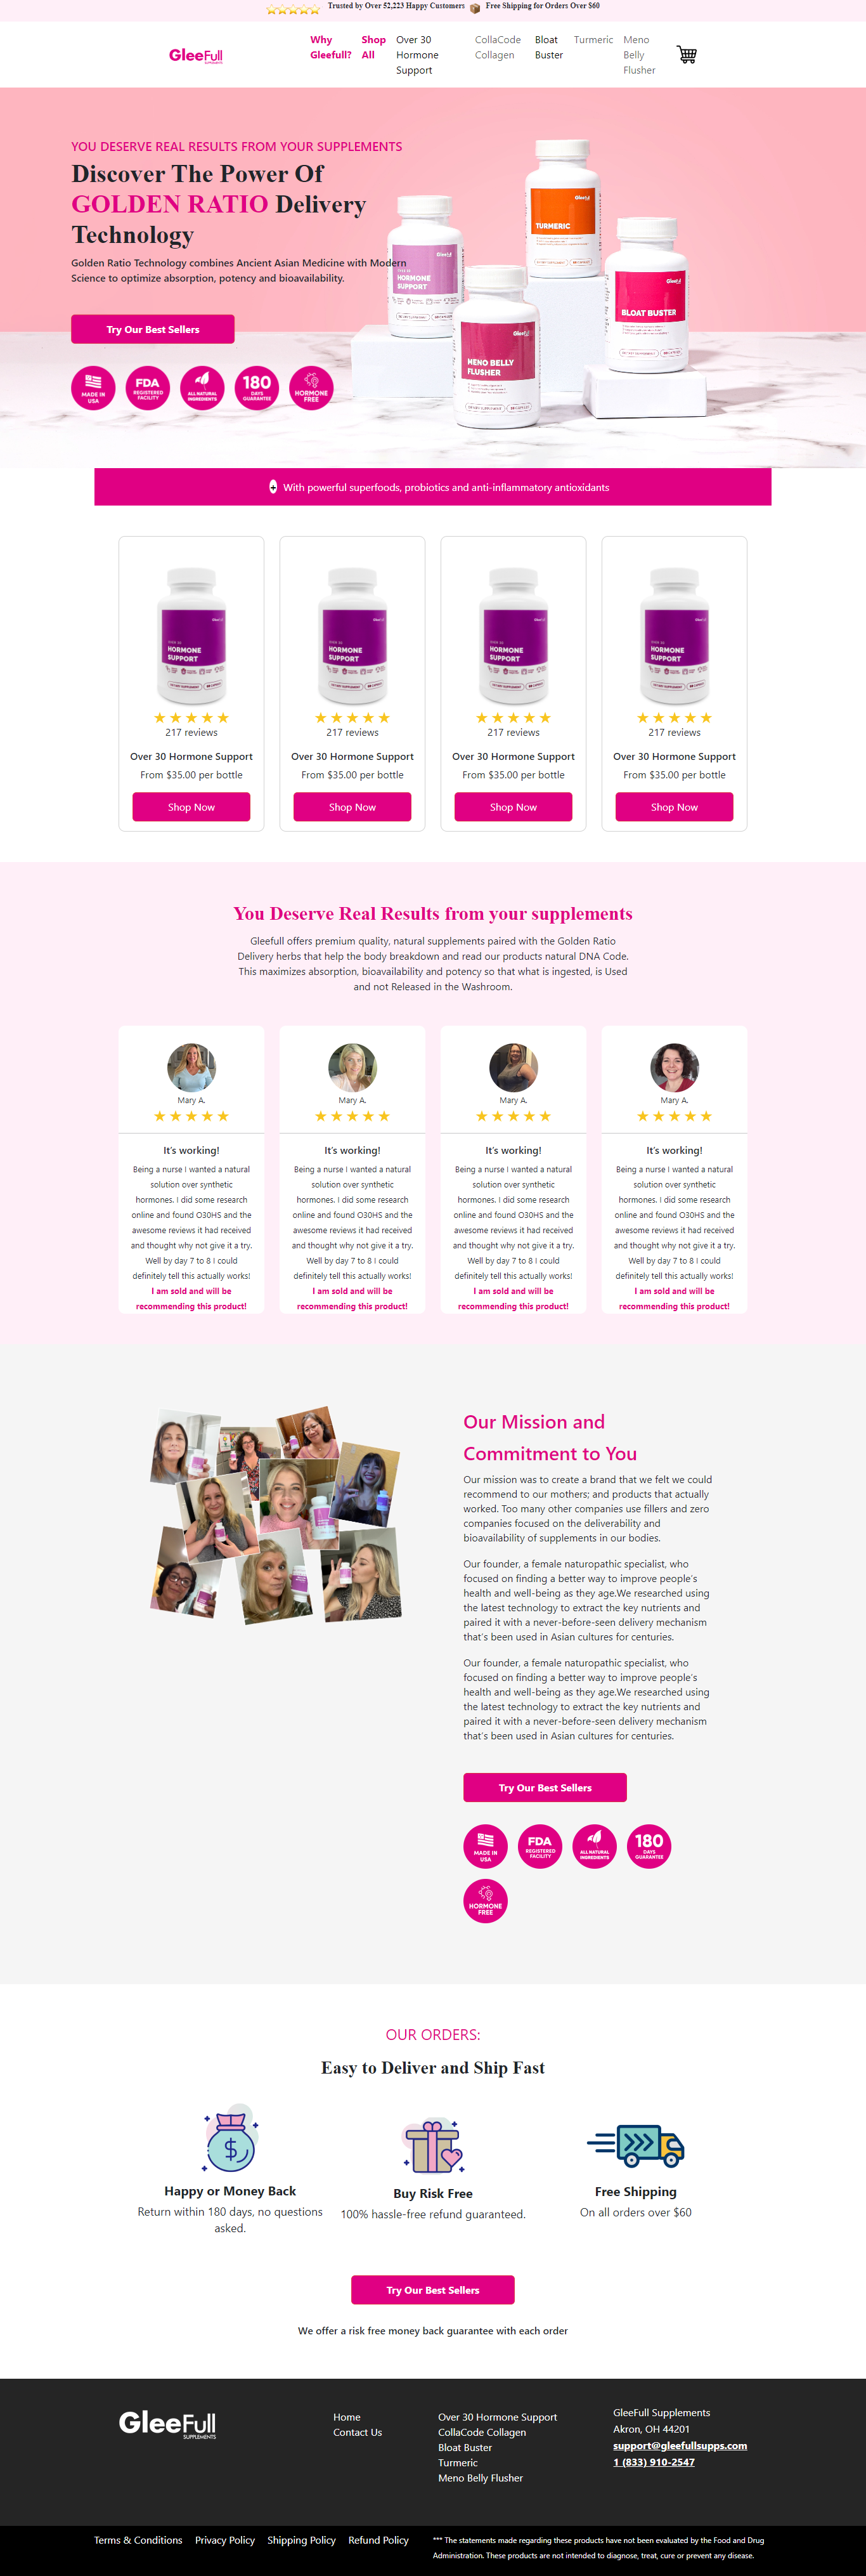 Trusted by Over 52,223 Happy Customers
Free Shipping for Orders Over $60
GleeFull
SUPPLEMENTS
Why
Gleefull?
Shop
All
Over 30
Hormone
Support
CollaCode
Collagen
Bloat
Buster
Turmeric
Meno
Belly
Flusher
YOU DESERVE REAL RESULTS FROM YOUR SUPPLEMENTS
Discover The Power Of
GOLDEN RATIO Delivery
Technology
Golden Ratio Technology combines Ancient Asian Medicine with Modern
Science to optimize absorption, potency and bioavailability.
Try Our Best Sellers
MADE IN
USA
FDA
REGISTERED
FACILITY
ALL NATURAL
INGREDIENTS
180
DAYS
GUARANTEE
HORMONE
FREE
GleeFull
HORMONE
SUPPORT
GleeFull
TURMERIC
GleeFull
MENO BELLY
FLUSHER
GleeFull
BLOAT BUSTER
With powerful superfoods, probiotics and anti-inflammatory antioxidants
OVER 30
HORMONE
SUPPORT
217 reviews
Over 30 Hormone Support
From $35.00 per bottle
Shop Now
OVER 30
HORMONE
SUPPORT
217 reviews
Over 30 Hormone Support
From $35.00 per bottle
Shop Now
OVER 30
HORMONE
SUPPORT
217 reviews
Over 30 Hormone Support
From $35.00 per bottle
Shop Now
OVER 30
HORMONE
SUPPORT
217 reviews
Over 30 Hormone Support
From $35.00 per bottle
Shop Now
You Deserve Real Results from your supplements
Gleefull offers premium quality, natural supplements paired with the Golden Ratio
Delivery herbs that help the body breakdown and read our products natural DNA Code.
This maximizes absorption, bioavailability and potency so that what is ingested, is Used
and not Released in the Washroom.
Mary A.
It's working!
Being a nurse I wanted a natural
solution over synthetic
hormones. I did some research
online and found O30HS and the
awesome reviews it had received
and thought why not give it a try.
Well by day 7 to 8 I could
definitely tell this actually works!
I am sold and will be
recommending this product!
Mary A.
It's working!
Being a nurse I wanted a natural
solution over synthetic
hormones. I did some research
online and found O30HS and the
awesome reviews it had received
and thought why not give it a try.
Well by day 7 to 8 I could
definitely tell this actually works!
I am sold and will be
recommending this product!
Mary A.
It's working!
Being a nurse I wanted a natural
solution over synthetic
hormones. I did some research
online and found O30HS and the
awesome reviews it had received
and thought why not give it a try.
Well by day 7 to 8 I could
definitely tell this actually works!
I am sold and will be
recommending this product!
Mary A.
It's working!
Being a nurse I wanted a natural
solution over synthetic
hormones. I did some research
online and found O30HS and the
awesome reviews it had received
and thought why not give it a try.
Well by day 7 to 8 I could
definitely tell this actually works!
I am sold and will be
recommending this product!
Our Mission and
Commitment to You
Our mission was to create a brand that we felt we could
recommend to our mothers; and products that actually
worked. Too many other companies use fillers and zero
companies focused on the deliverability and
bioavailability of supplements in our bodies.
Our founder, a female naturopathic specialist, who
focused on finding a better way to improve people's
health and well-being as they age.We researched using
the latest technology to extract the key nutrients and
paired it with a never-before-seen delivery mechanism
that's been used in Asian cultures for centuries.
Our founder, a female naturopathic specialist, who
focused on finding a better way to improve people's
health and well-being as they age.We researched using
the latest technology to extract the key nutrients and
paired it with a never-before-seen delivery mechanism
that's been used in Asian cultures for centuries.
Try Our Best Sellers
MADE IN
USA
FDA
REGISTERED
FACILITY
ALL NATURAL
INGREDIENTS
180
DAYS
GUARANTEE
HORMONE
FREE
OUR ORDERS:
Easy to Deliver and Ship Fast
Happy or Money Back
Return within 180 days, no questions
asked.
Buy Risk Free
100% hassle-free refund guaranteed.
Free Shipping
On all orders over $60
Try Our Best Sellers
We offer a risk free money back guarantee with each order
GleeFull
SUPPLEMENTS
Home
Contact Us
Over 30 Hormone Support
CollaCode Collagen
Bloat Buster
Turmeric
Meno Belly Flusher
GleeFull Supplements
Akron, OH 44201
support@gleefullsupps.com
1 (833) 910-2547
Terms & Conditions
Privacy Policy
Shipping Policy
Refund Policy
*** The statements made regarding these products have not been evaluated by the Food and Drug
Administration. These products are not intended to diagnose, treat, cure or prevent any disease.